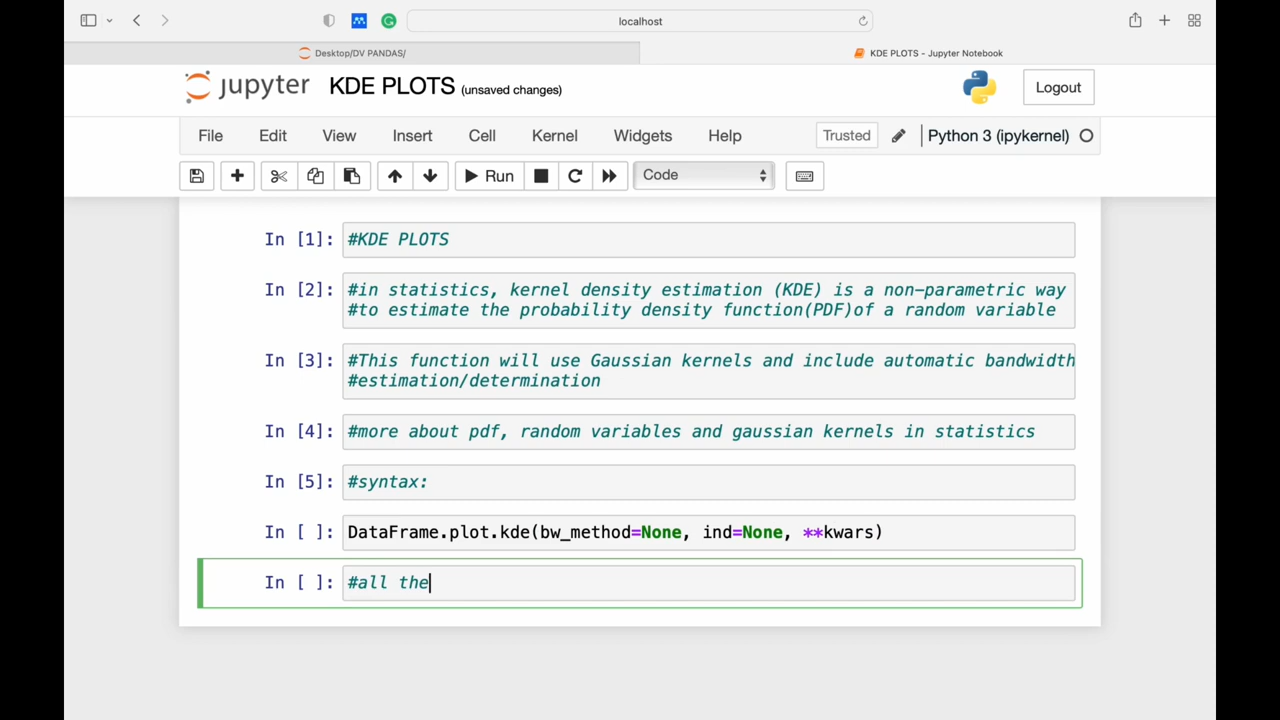 localhost
Desktop/DV PANDAS/
KDE PLOTS - Jupyter Notebook
jupyter KDE PLOTS (unsaved changes)
Logout
File Edit View Insert Cell Kernel Widgets Help Trusted Python 3 (ipykernel)
Run Code
In [1]: #KDE PLOTS
In [2]: #in statistics, kernel density estimation (KDE) is a non-parametric way
#to estimate the probability density function(PDF)of a random variable
In [3]: #This function will use Gaussian kernels and include automatic bandwidth
#estimation/determination
In [4]: #more about pdf, random variables and gaussian kernels in statistics
In [5]: #syntax:
In [ ]: DataFrame.plot.kde(bw_method=None, ind=None, **kwars)
In [ ]: #all the